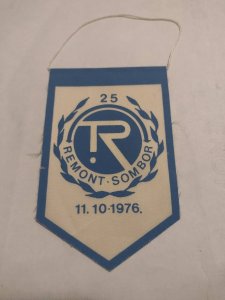 25
TR
REMONT·SOMBOR
11.10·1976.